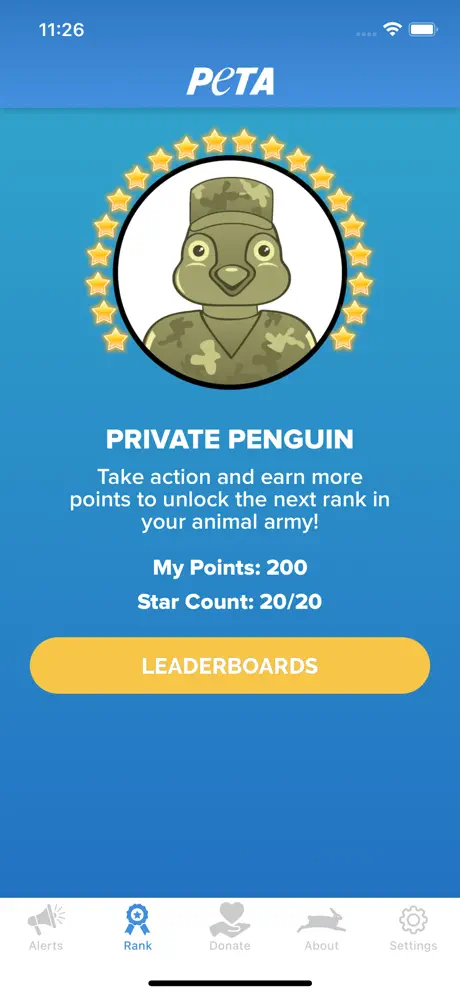 11:26
PETA
PRIVATE PENGUIN
Take action and earn more
points to unlock the next rank in
your animal army!
My Points: 200
Star Count: 20/20
LEADERBOARDS
Alerts
Rank
Donate
About
Settings